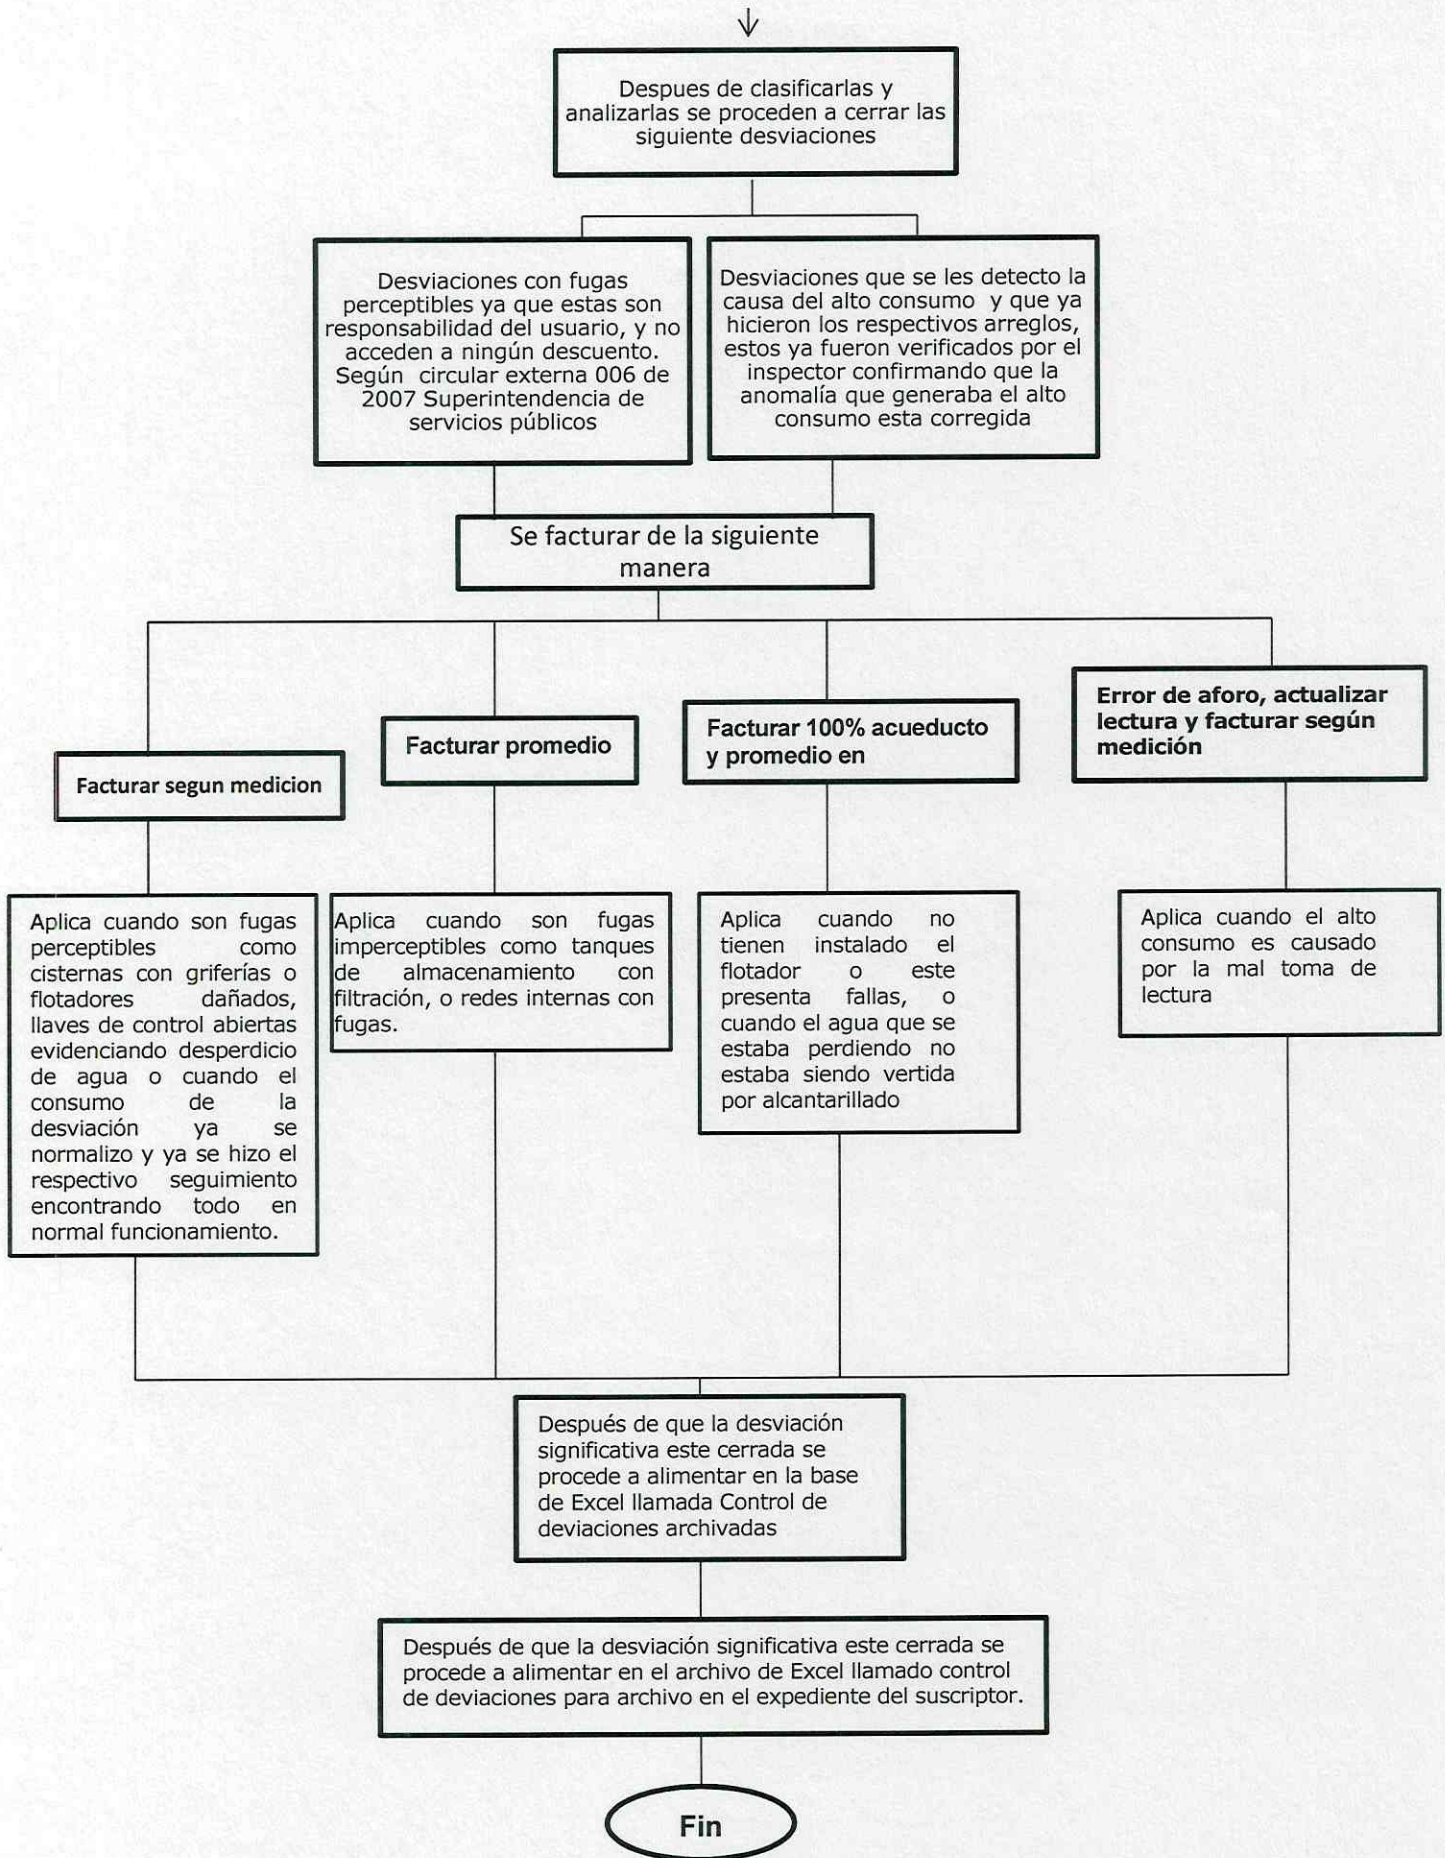 Despues de clasificarlas y
analizarlas se proceden a cerrar las
siguiente desviaciones
Desviaciones con fugas
perceptibles ya que estas son
responsabilidad del usuario, y no
acceden a ningún descuento.
Según circular externa 006 de
2007 Superintendencia de
servicios públicos
Desviaciones que se les detecto la
causa del alto consumo y que ya
hicieron los respectivos arreglos,
estos ya fueron verificados por el
inspector confirmando que la
anomalía que generaba el alto
consumo esta corregida
Se facturar de la siguiente
manera
Facturar segun medicion
Facturar promedio
Facturar 100% acueducto
y promedio en
Error de aforo, actualizar
lectura y facturar según
medición
Aplica cuando son fugas
perceptibles como
cisternas con griferías o
flotadores dañados,
llaves de control abiertas
evidenciando desperdicio
de agua o cuando el
consumo de la
desviación ya se
normalizo y ya se hizo el
respectivo seguimiento
encontrando todo en
normal funcionamiento.
Aplica cuando son fugas
imperceptibles como tanques
de almacenamiento con
filtración, o redes internas con
fugas.
Aplica cuando no
tienen instalado el
flotador o este
presenta fallas, o
cuando el agua que se
estaba perdiendo no
estaba siendo vertida
por alcantarillado
Aplica cuando el alto
consumo es causado
por la mal toma de
lectura
Después de que la desviación
significativa este cerrada se
procede a alimentar en la base
de Excel llamada Control de
deviaciones archivadas
Después de que la desviación significativa este cerrada se
procede a alimentar en el archivo de Excel llamado control
de deviaciones para archivo en el expediente del suscriptor.
Fin